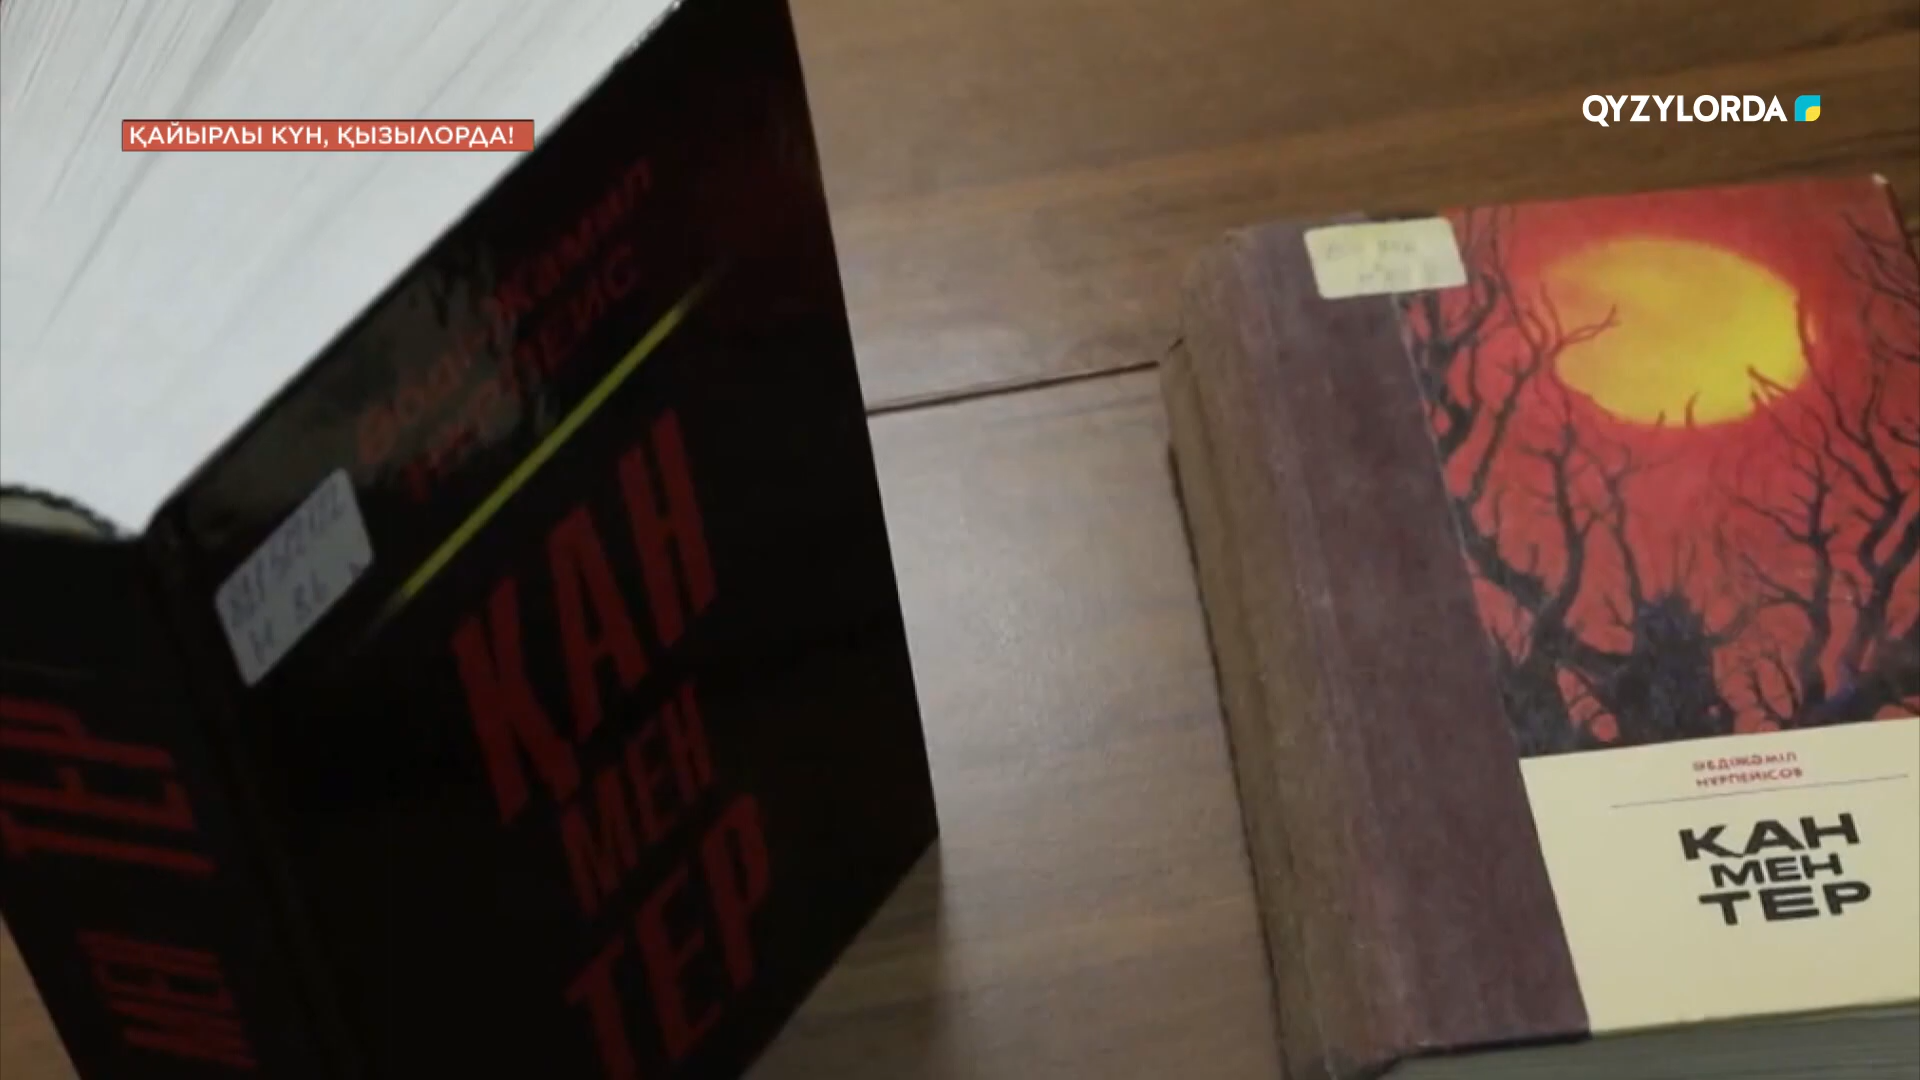 ҚАЙЫРЛЫ КҮН, ҚЫЗЫЛОРДА!
QYZYLORDA
ҚАН
МЕН
ТЕР
ТЕР
МЕН
ӘБДІЖӘМІЛ
НҰРПЕЙІСОВ
ҚАН
МЕН
ТЕР